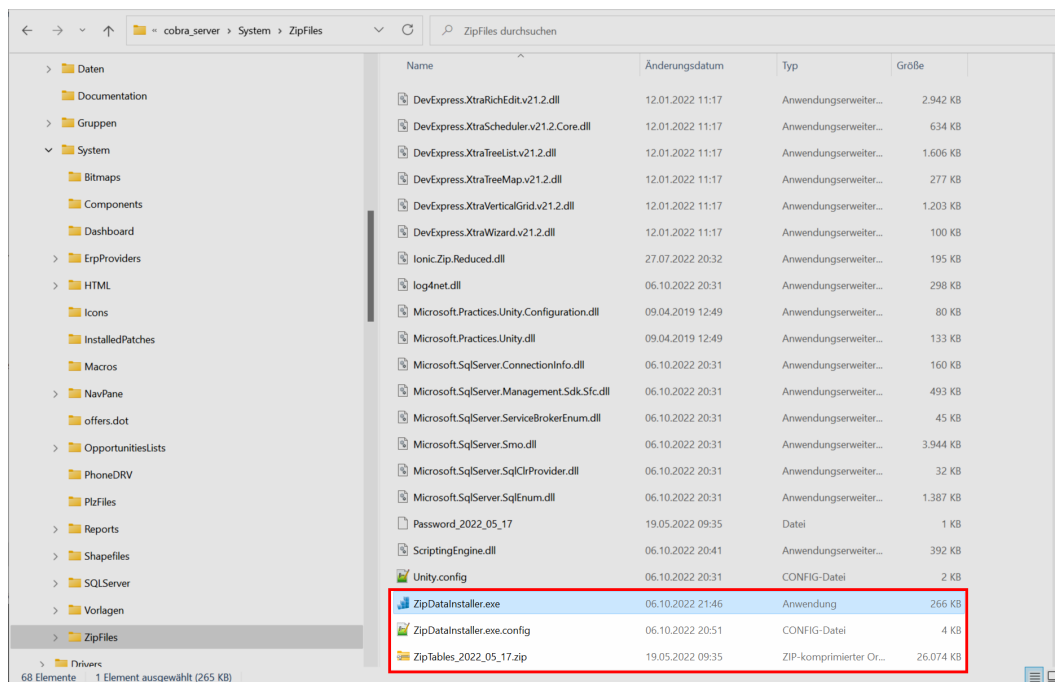 « cobra_server › System › ZipFiles ZipFiles durchsuchen
Daten
Documentation
Gruppen
System
Bitmaps
Components
Dashboard
ErpProviders
HTML
Icons
InstalledPatches
Macros
NavPane
offers.dot
OpportunitiesLists
PhoneDRV
PlzFiles
Reports
Shapefiles
SQLServer
Vorlagen
ZipFiles
Drivers
Name Änderungsdatum Typ Größe
DevExpress.XtraRichEdit.v21.2.dll 12.01.2022 11:17 Anwendungserweiter... 2.942 KB
DevExpress.XtraScheduler.v21.2.Core.dll 12.01.2022 11:17 Anwendungserweiter... 634 KB
DevExpress.XtraTreeList.v21.2.dll 12.01.2022 11:17 Anwendungserweiter... 1.606 KB
DevExpress.XtraTreeMap.v21.2.dll 12.01.2022 11:17 Anwendungserweiter... 277 KB
DevExpress.XtraVerticalGrid.v21.2.dll 12.01.2022 11:17 Anwendungserweiter... 1.203 KB
DevExpress.XtraWizard.v21.2.dll 12.01.2022 11:17 Anwendungserweiter... 100 KB
Ionic.Zip.Reduced.dll 27.07.2022 20:32 Anwendungserweiter... 195 KB
log4net.dll 06.10.2022 20:31 Anwendungserweiter... 298 KB
Microsoft.Practices.Unity.Configuration.dll 09.04.2019 12:49 Anwendungserweiter... 80 KB
Microsoft.Practices.Unity.dll 09.04.2019 12:49 Anwendungserweiter... 133 KB
Microsoft.SqlServer.ConnectionInfo.dll 06.10.2022 20:31 Anwendungserweiter... 160 KB
Microsoft.SqlServer.Management.Sdk.Sfc.dll 06.10.2022 20:31 Anwendungserweiter... 493 KB
Microsoft.SqlServer.ServiceBrokerEnum.dll 06.10.2022 20:31 Anwendungserweiter... 45 KB
Microsoft.SqlServer.Smo.dll 06.10.2022 20:31 Anwendungserweiter... 3.944 KB
Microsoft.SqlServer.SqlClrProvider.dll 06.10.2022 20:31 Anwendungserweiter... 32 KB
Microsoft.SqlServer.SqlEnum.dll 06.10.2022 20:31 Anwendungserweiter... 1.387 KB
Password_2022_05_17 19.05.2022 09:35 Datei 1 KB
ScriptingEngine.dll 06.10.2022 20:41 Anwendungserweiter... 392 KB
Unity.config 06.10.2022 20:31 CONFIG-Datei 2 KB
ZipDataInstaller.exe 06.10.2022 21:46 Anwendung 266 KB
ZipDataInstaller.exe.config 06.10.2022 20:51 CONFIG-Datei 4 KB
ZipTables_2022_05_17.zip 19.05.2022 09:35 ZIP-komprimierter Or... 26.074 KB
68 Elemente 1 Element ausgewählt (265 KB)